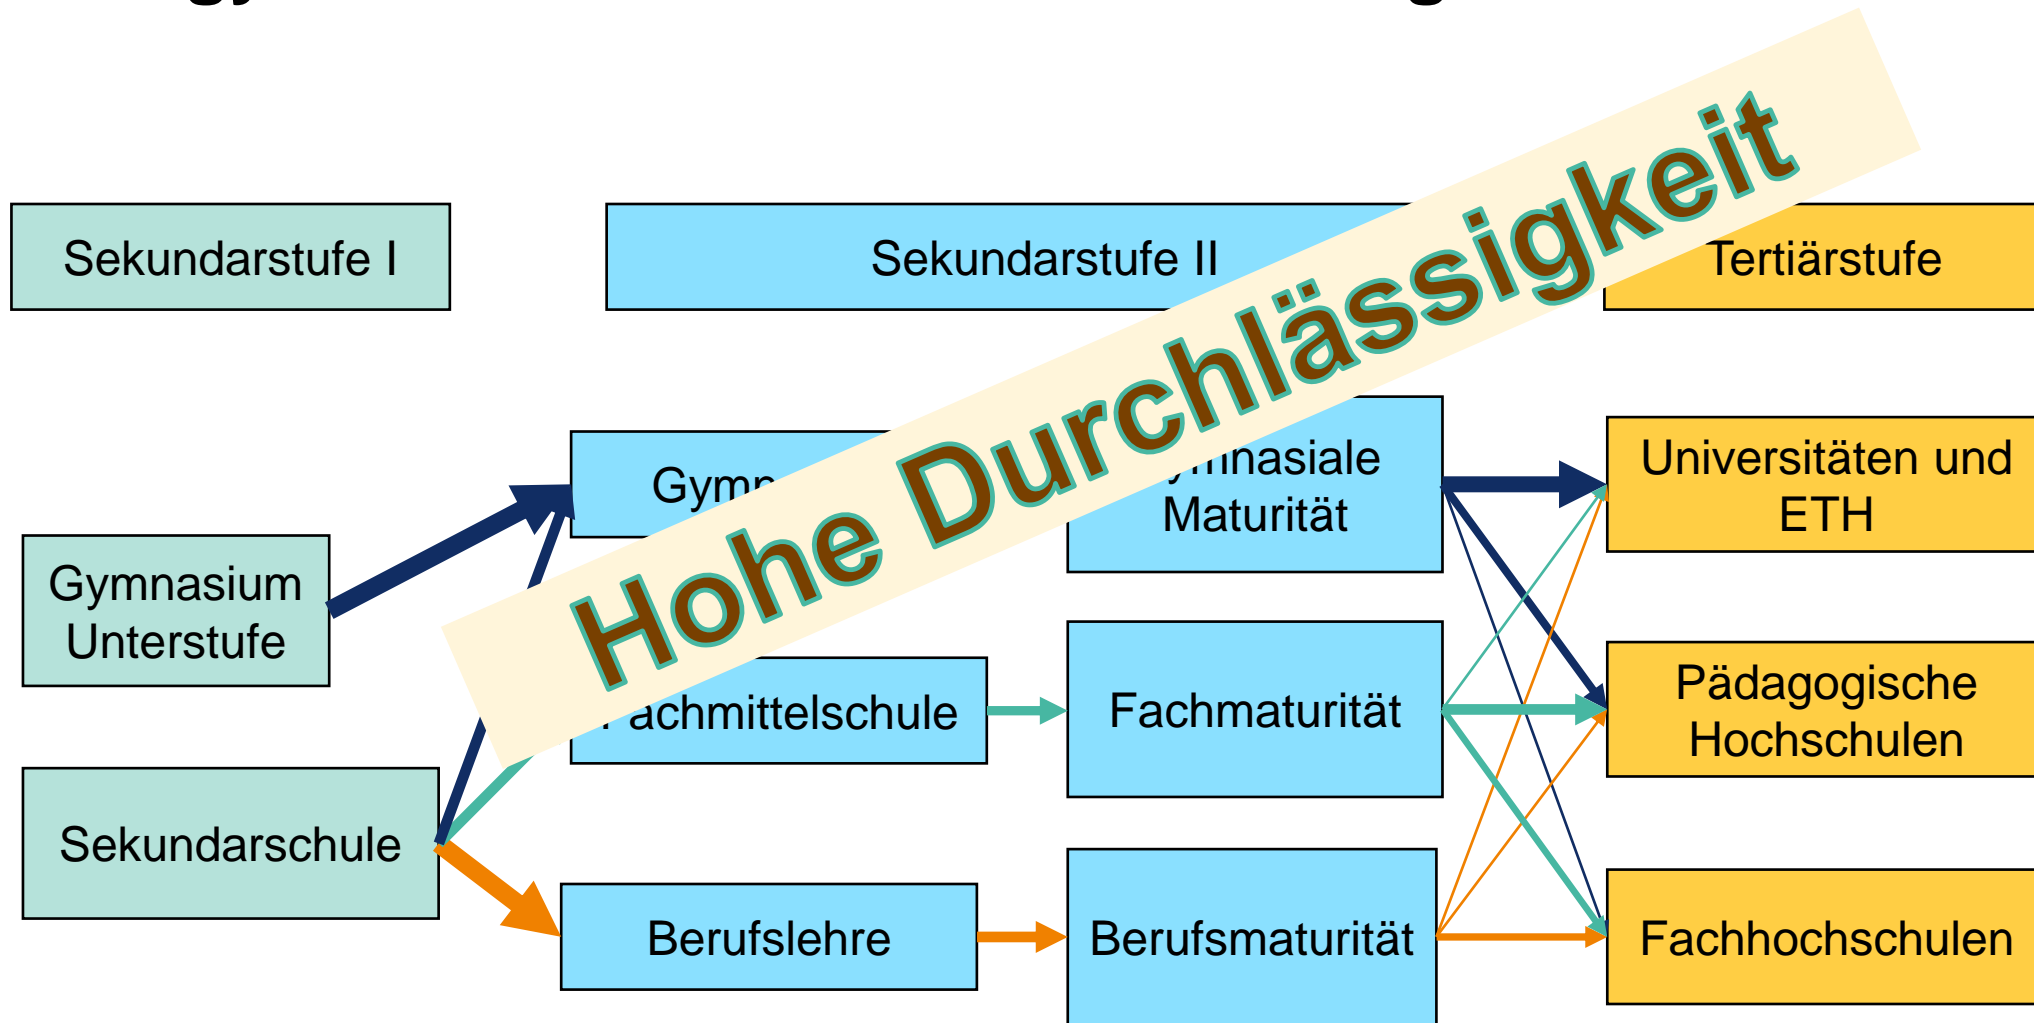 Sekundarstufe I
Sekundarstufe II
Tertiärstufe
Hohe Durchlässigkeit
Gymnasium
Unterstufe
Sekundarschule
Fachmittelschule
Berufslehre
Maturität
Fachmaturität
Berufsmaturität
Universitäten und
ETH
Pädagogische
Hochschulen
Fachhochschulen